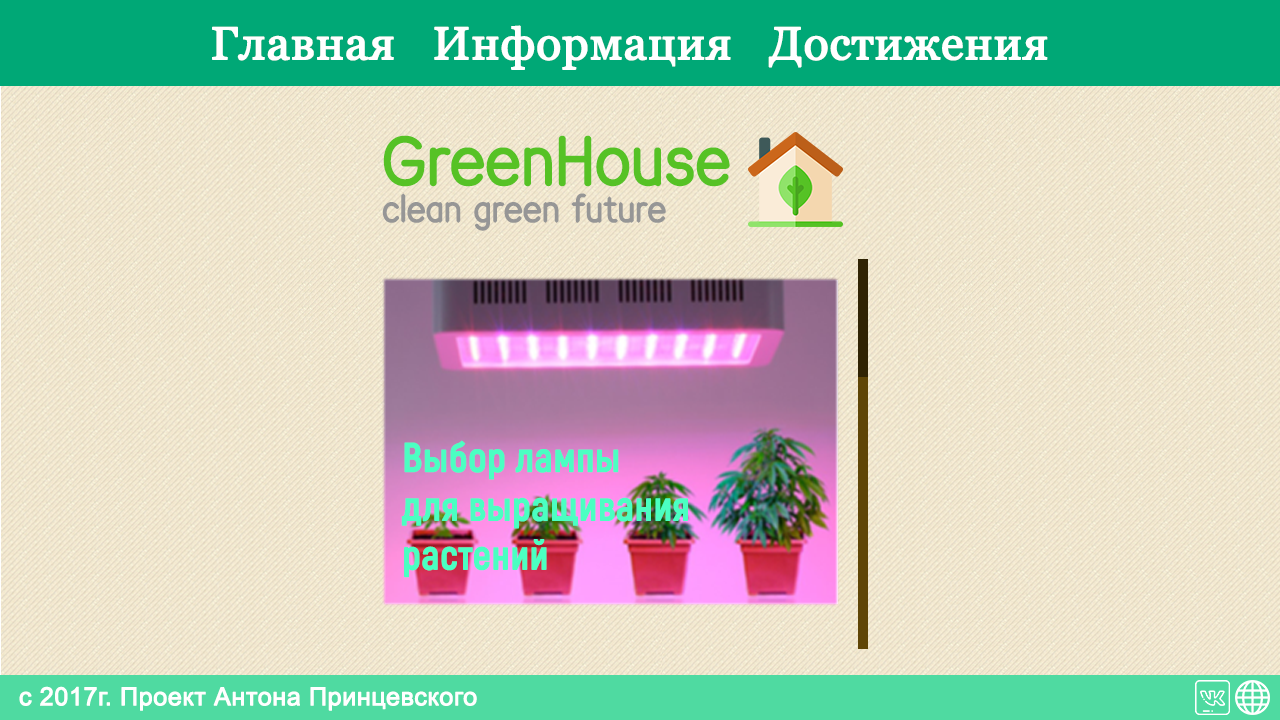 Главная Информация Достижения
GreenHouse
clean green future
Выбор лампы
для выращивания
растений
с 2017г. Проект Антона Принцевского